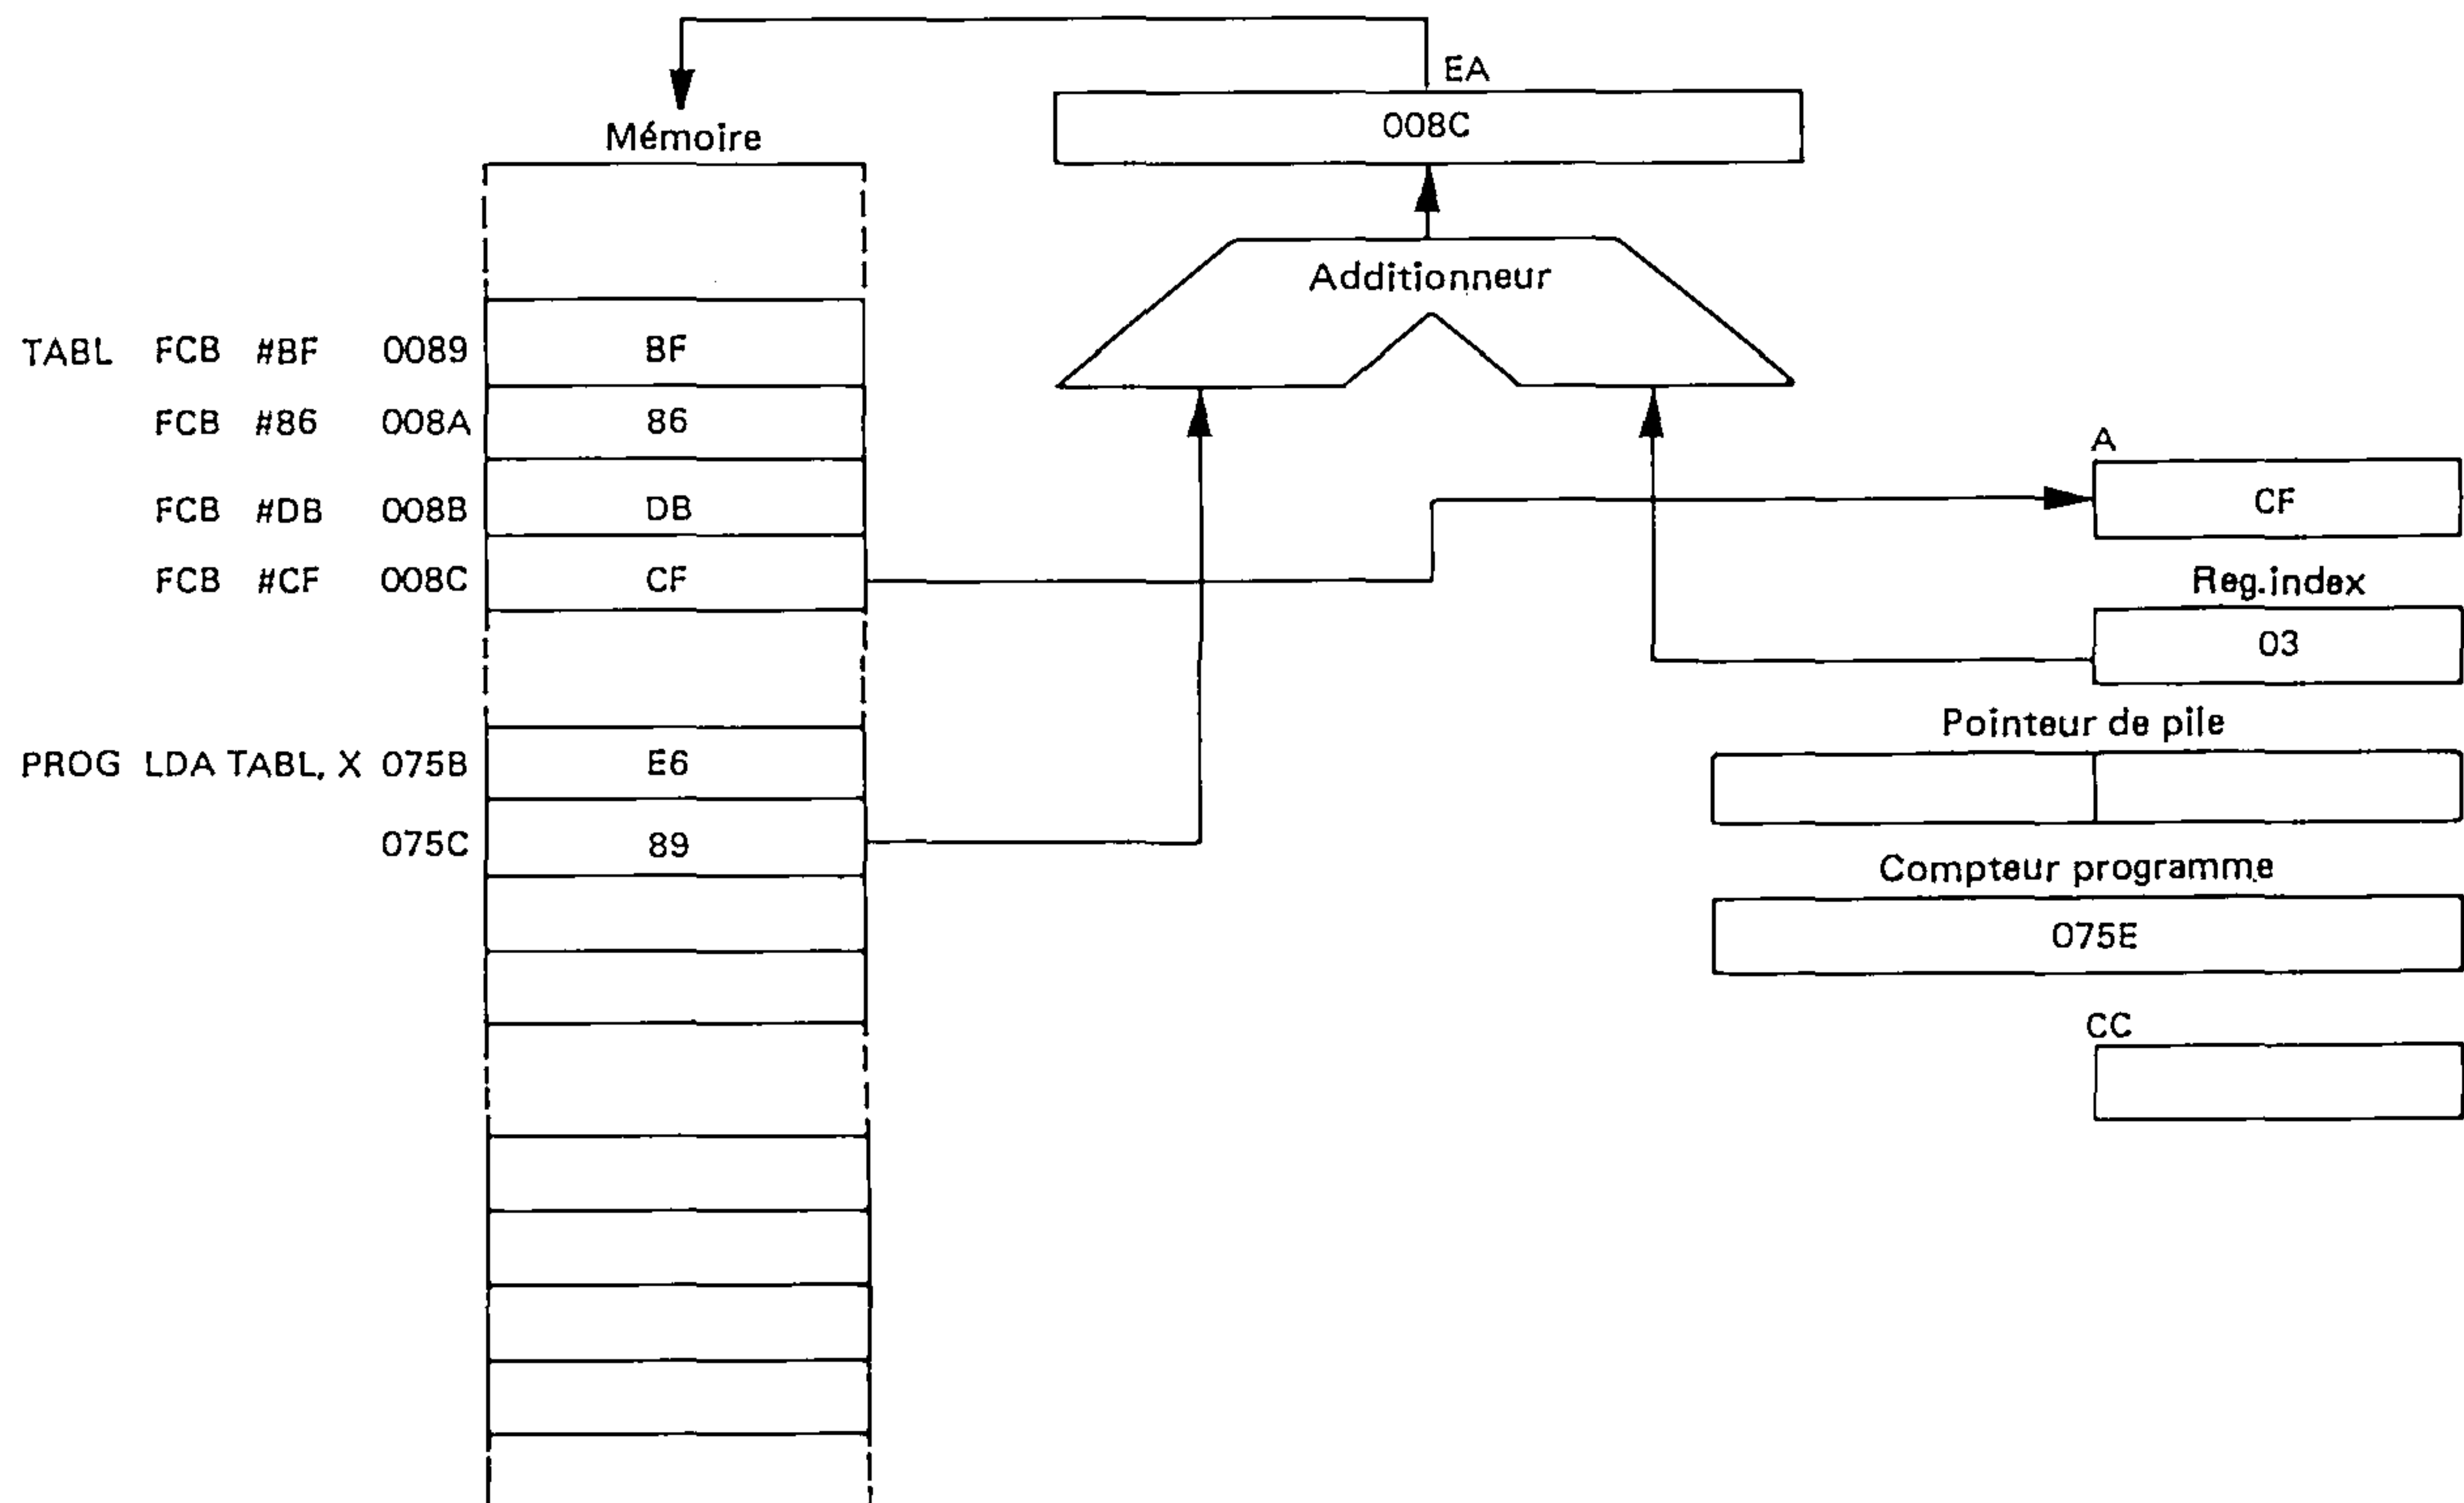 EA
008C
Mémoire
Additionneur
TABL FCB #BF 0089 BF
FCB #86 008A 86
FCB #DB 008B DB
FCB #CF 008C CF
A
CF
Reg.index
03
PROG LDA TABL, X 075B E6
075C 89
Pointeur de pile
Compteur programme
075E
CC